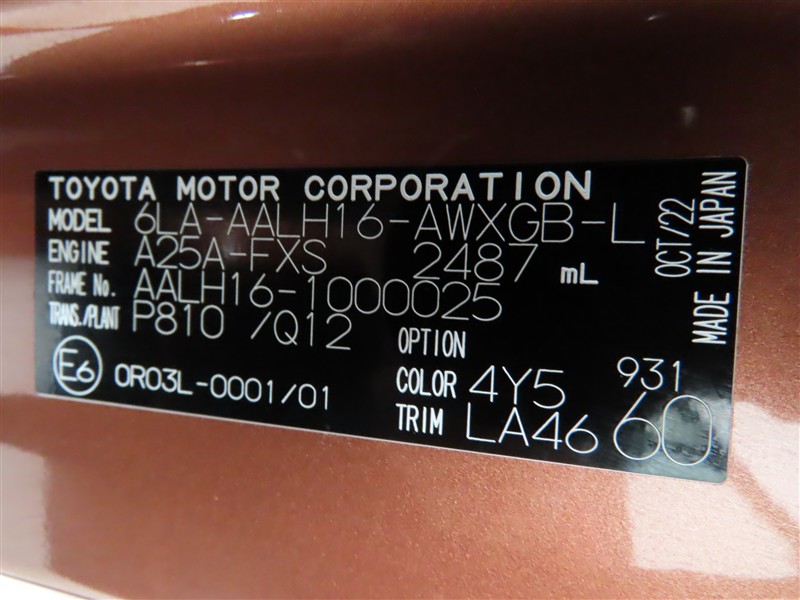 TOYOTA MOTOR CORPORATION
MODEL 6LA-AALH16-AWXGB-L
ENGINE A25A-FXS 2487 mL
FRAME No. AALH16-1000025
TRANS./PLANT P810 /Q12
OPTION
E6 0R03L-0001/01
COLOR 4Y5 931
TRIM LA46 60
OCT/22
MADE IN JAPAN